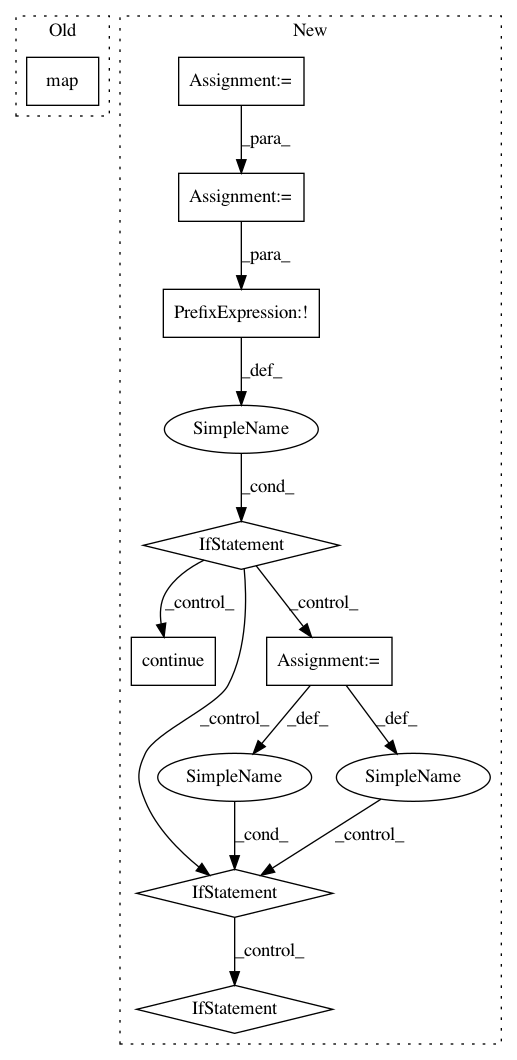 Old
New
map
Assignment:=
_para_
Assignment:=
_para_
PrefixExpression:!
_def_
SimpleName
_cond_
IfStatement
_control_
_control_
continue
Assignment:=
_control_
_def_
_def_
SimpleName
SimpleName
_cond_
_control_
IfStatement
_control_
IfStatement